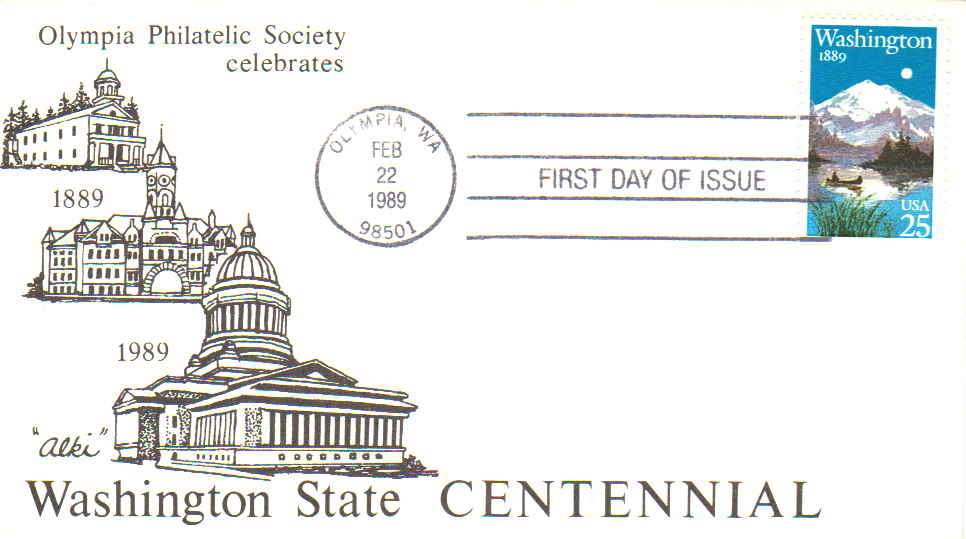 Olympia Philatelic Society
celebrates
1889
1989
"Alki"
Washington State CENTENNIAL
OLYMPIA, WA
FEB
22
1989
98501
FIRST DAY OF ISSUE
Washington
1889
USA
25